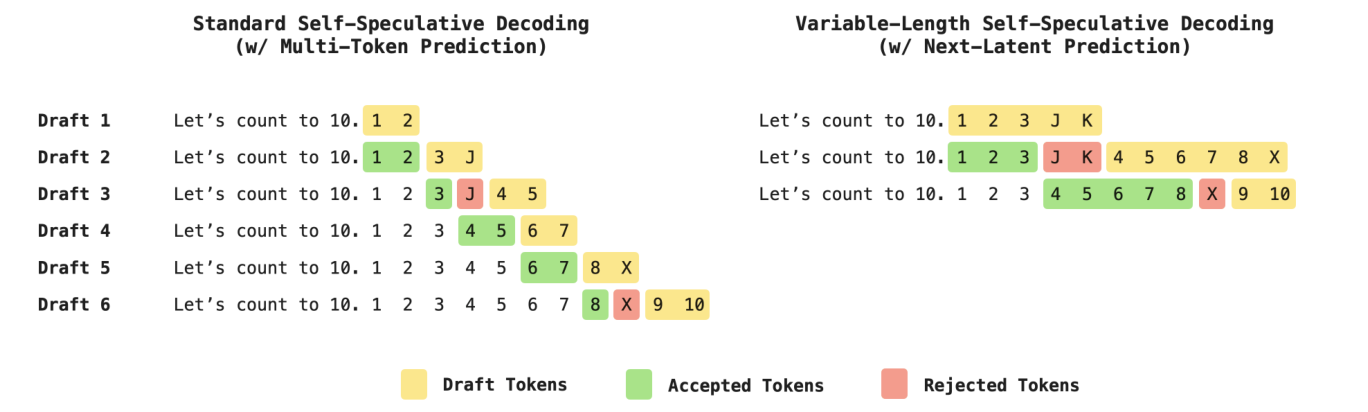 Standard Self-Speculative Decoding
(w/ Multi-Token Prediction)
Draft 1 Let's count to 10. 1 2
Draft 2 Let's count to 10. 1 2 3 J
Draft 3 Let's count to 10. 1 2 3 J 4 5
Draft 4 Let's count to 10. 1 2 3 4 5 6 7
Draft 5 Let's count to 10. 1 2 3 4 5 6 7 8 X
Draft 6 Let's count to 10. 1 2 3 4 5 6 7 8 X 9 10
Variable-Length Self-Speculative Decoding
(w/ Next-Latent Prediction)
Let's count to 10. 1 2 3 J K
Let's count to 10. 1 2 3 J K 4 5 6 7 8 X
Let's count to 10. 1 2 3 4 5 6 7 8 X 9 10
Draft Tokens Accepted Tokens Rejected Tokens